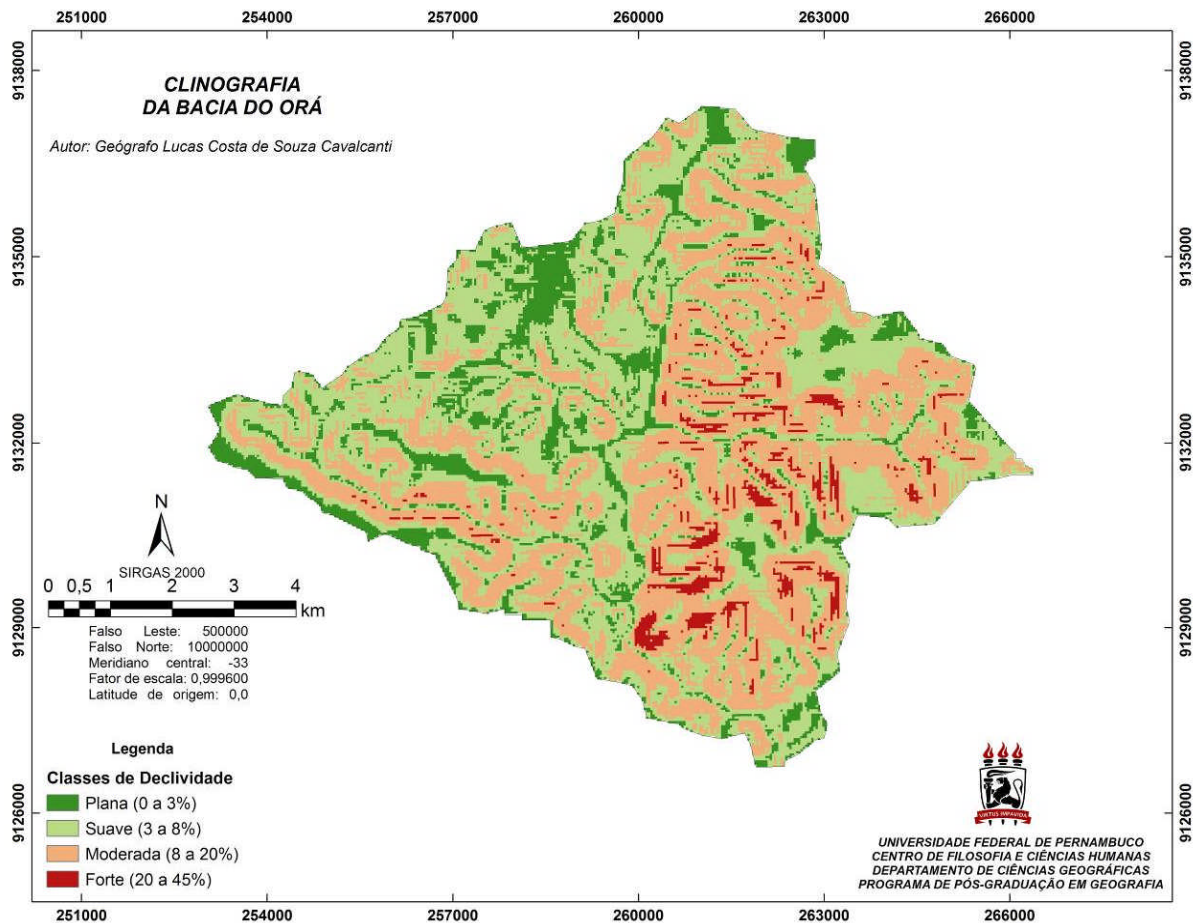 251000 254000 257000 260000 263000 266000
9138000 9138000
CLINOGRAFIA
DA BACIA DO ORÁ
Autor: Geógrafo Lucas Costa de Souza Cavalcanti
9135000 9135000
9132000 9132000
N
SIRGAS 2000
0 0,5 1 2 3 4
km
9129000 9129000
Falso Leste: 500000
Falso Norte: 10000000
Meridiano central: -33
Fator de escala: 0,999600
Latitude de origem: 0,0
Legenda
Classes de Declividade
Plana (0 a 3%)
Suave (3 a 8%)
Moderada (8 a 20%)
Forte (20 a 45%)
9126000 9126000
VIRTUS IMPAVIDA
UNIVERSIDADE FEDERAL DE PERNAMBUCO
CENTRO DE FILOSOFIA E CIÊNCIAS HUMANAS
DEPARTAMENTO DE CIÊNCIAS GEOGRÁFICAS
PROGRAMA DE PÓS-GRADUAÇÃO EM GEOGRAFIA
251000 254000 257000 260000 263000 266000